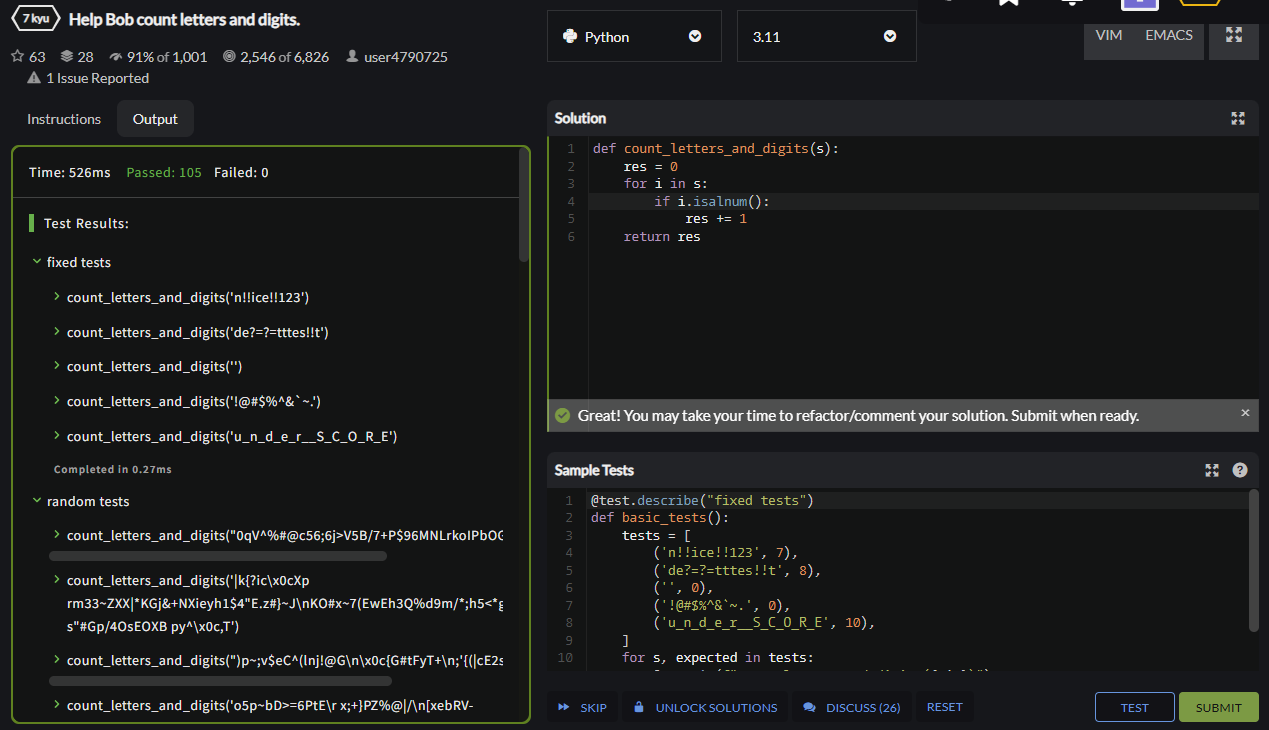 7 kyu Help Bob count letters and digits.
63 28 91% of 1,001 2,546 of 6,826 user4790725
1 Issue Reported
Instructions Output
Time: 526ms Passed: 105 Failed: 0
Test Results:
fixed tests
count_letters_and_digits('n!!ice!!123')
count_letters_and_digits('de?=?=tttes!!t')
count_letters_and_digits('')
count_letters_and_digits('!@#$%^&`~.')
count_letters_and_digits('u_n_d_e_r__S_C_O_R_E')
Completed in 0.27ms
random tests
count_letters_and_digits("0qV^%#@c56;6j>V5B/7+P$96MNLrkoIPbOG
count_letters_and_digits('|k{?ic\x0cXp
rm33~ZXX|*KGj&+NXieyh1$4"E.z#}~J\nKO#x~7(EwEh3Q%d9m/*;h5<*g
s"#Gp/4OsEOXB py^\x0c,T')
count_letters_and_digits(")p~;v$eC^(lnj!@G\n\x0c{G#tFyT+\n;'{(|cE2s
count_letters_and_digits('o5p~bD>=6PtE\r x;+}PZ%@|/\n[xebRV-
Python
3.11
VIM EMACS
Solution
1 def count_letters_and_digits(s):
2 res = 0
3 for i in s:
4 if i.isalnum():
5 res += 1
6 return res
Great! You may take your time to refactor/comment your solution. Submit when ready.
Sample Tests
1 @test.describe("fixed tests")
2 def basic_tests():
3 tests = [
4 ('n!!ice!!123', 7),
5 ('de?=?=tttes!!t', 8),
6 ('', 0),
7 ('!@#$%^&`~.', 0),
8 ('u_n_d_e_r__S_C_O_R_E', 10),
9 ]
10 for s, expected in tests:
SKIP UNLOCK SOLUTIONS DISCUSS (26) RESET TEST SUBMIT